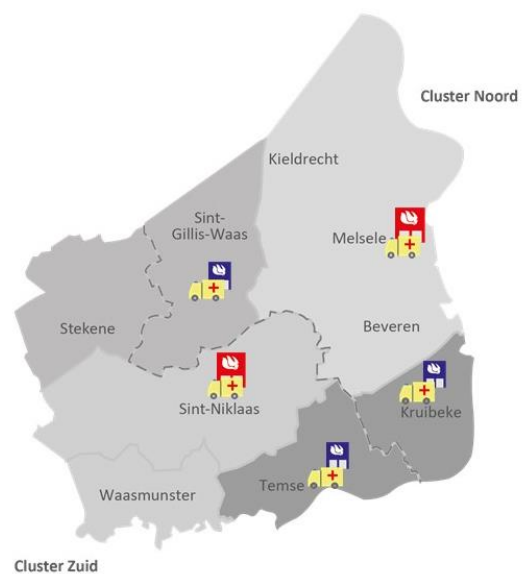 Cluster Noord
Kieldrecht
Sint-
Gillis-Waas
Melsele
Stekene
Beveren
Sint-Niklaas
Kruibeke
Temse
Waasmunster
Cluster Zuid